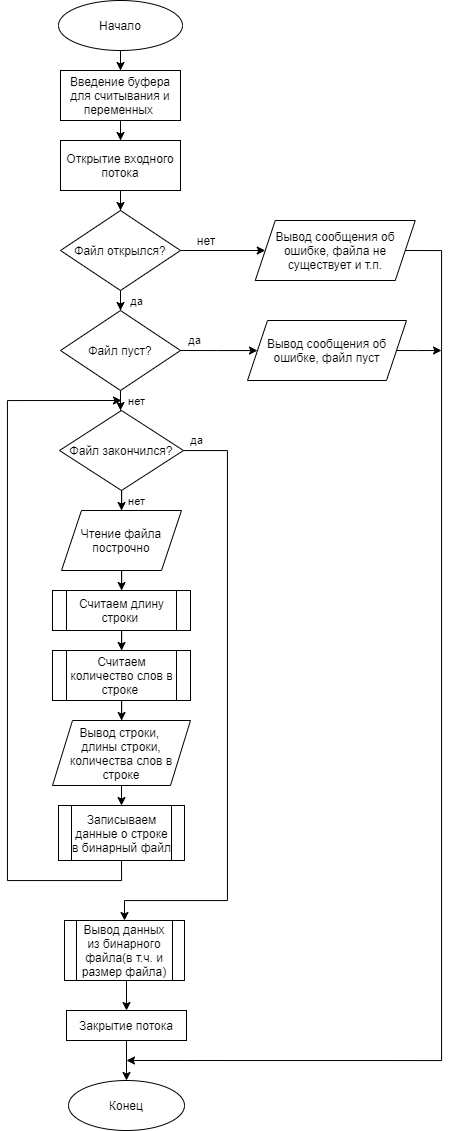 Начало
Введение буфера
для считывания и
переменных
Открытие входного
потока
Файл открылся?
нет
Вывод сообщения об
ошибке, файла не
существует и т.п.
да
Файл пуст?
да
Вывод сообщения об
ошибке, файл пуст
нет
Файл закончился?
да
нет
Чтение файла
построчно
Считаем длину
строки
Считаем
количество слов в
строке
Вывод строки,
длины строки,
количества слов в
строке
Записываем
данные о строке
в бинарный файл
Вывод данных
из бинарного
файла(в т.ч. и
размер файла)
Закрытие потока
Конец